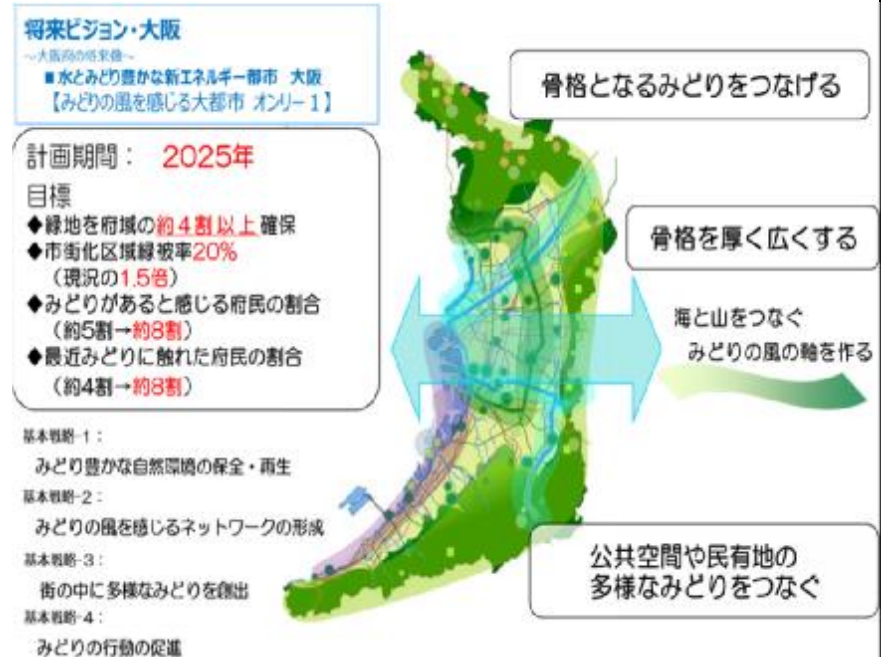 将来ビジョン・大阪
～大阪府の将来像～
■水とみどり豊かな新エネルギー都市 大阪
【みどりの風を感じる大都市 オンリー１】
計画期間： 2025年
目標
◆緑地を府域の約４割以上確保
◆市街化区域緑被率20%
（現況の1.5倍）
◆みどりがあると感じる府民の割合
（約5割→約8割）
◆最近みどりに触れた府民の割合
（約4割→約8割）
基本戦略-1：
みどり豊かな自然環境の保全・再生
基本戦略-2：
みどりの風を感じるネットワークの形成
基本戦略-3：
街の中に多様なみどりを創出
基本戦略-4：
みどりの行動の促進
骨格となるみどりをつなげる
骨格を厚く広くする
海と山をつなぐ
みどりの風の軸を作る
公共空間や民有地の
多様なみどりをつなぐ